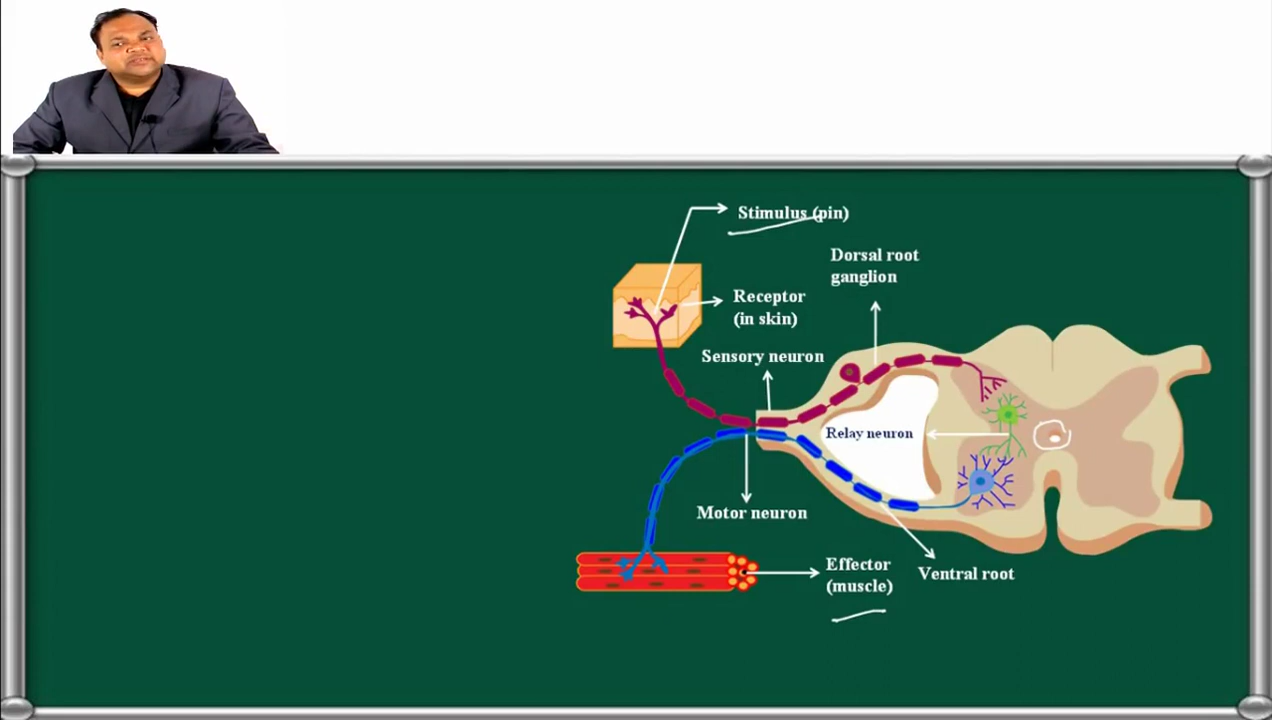 Stimulus (pin)
Dorsal root
ganglion
Receptor
(in skin)
Sensory neuron
Relay neuron
Motor neuron
Effector
(muscle)
Ventral root